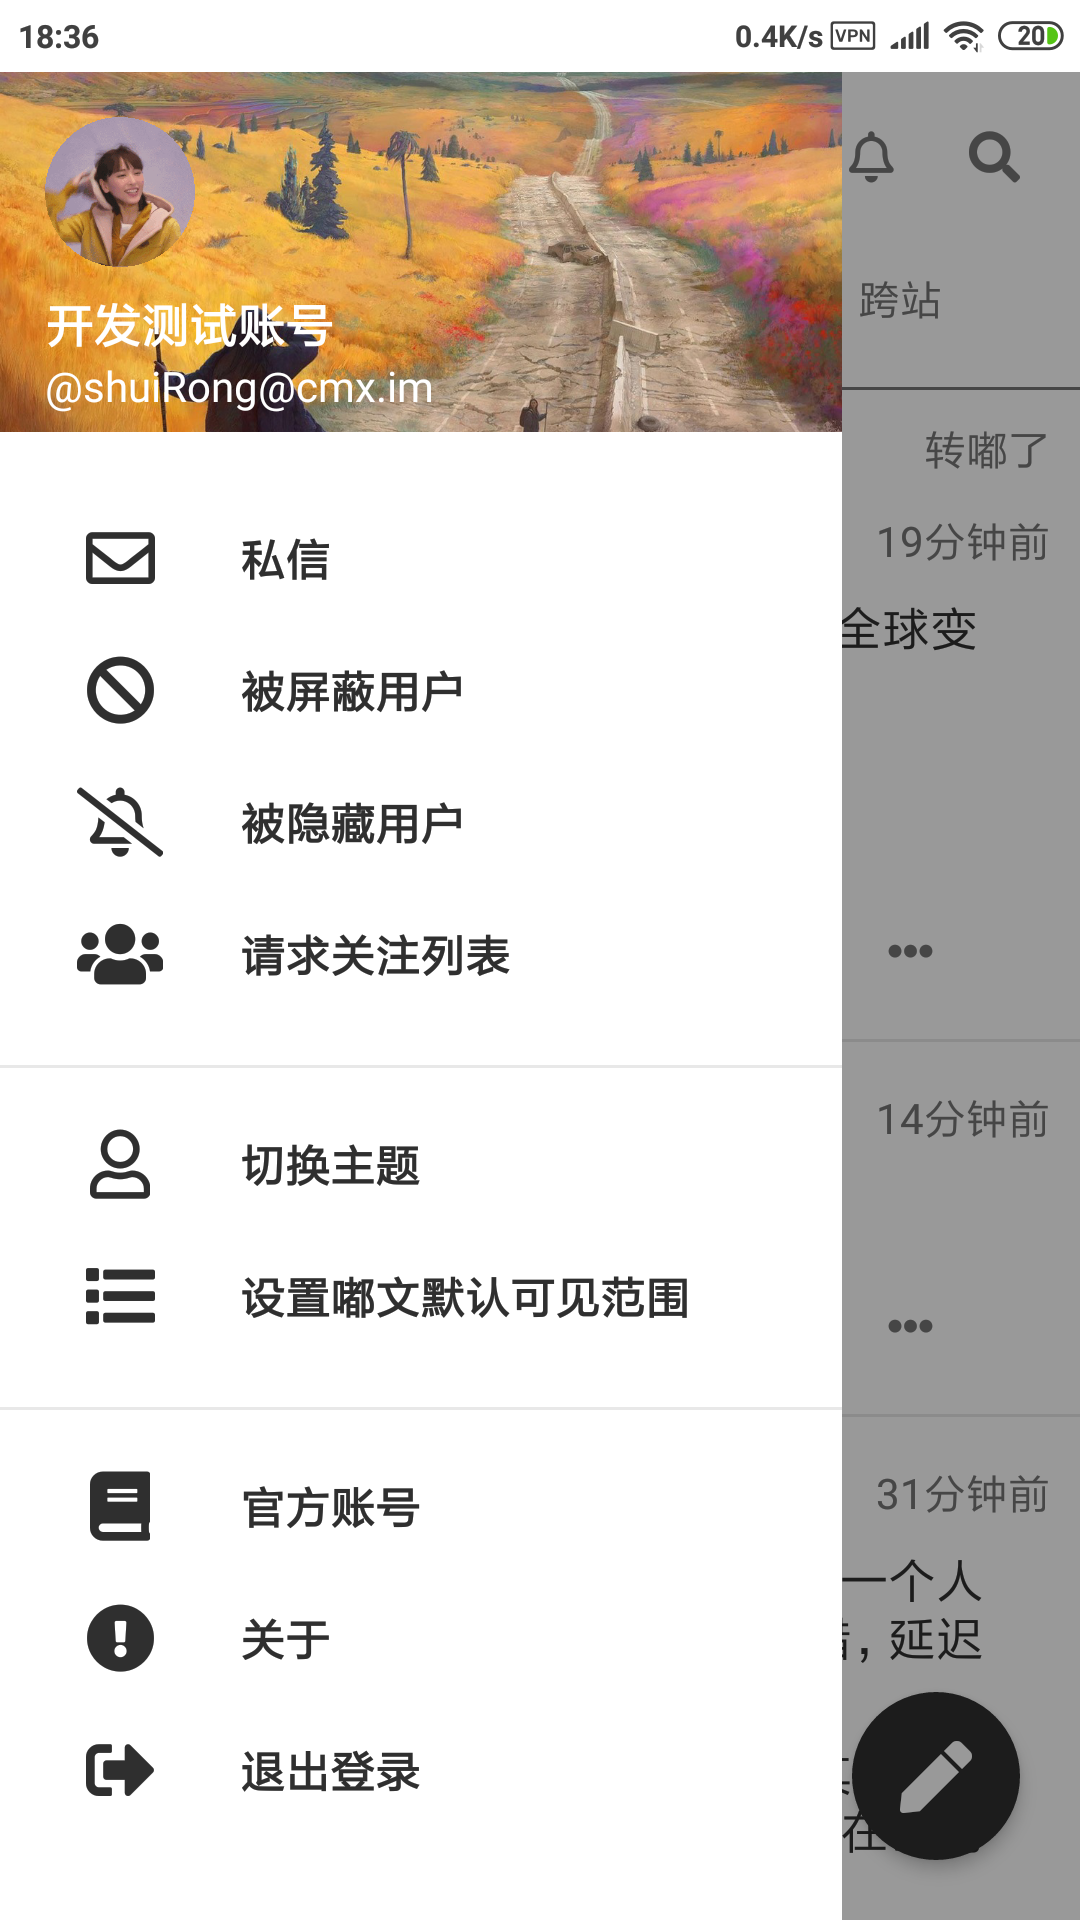 18:36
0.4K/s VPN 20
开发测试账号
@shuiRong@cmx.im
私信
被屏蔽用户
被隐藏用户
请求关注列表
切换主题
设置嘟文默认可见范围
官方账号
关于
退出登录
跨站
转嘟了
19分钟前
全球变
14分钟前
31分钟前
一个人
，延迟
在